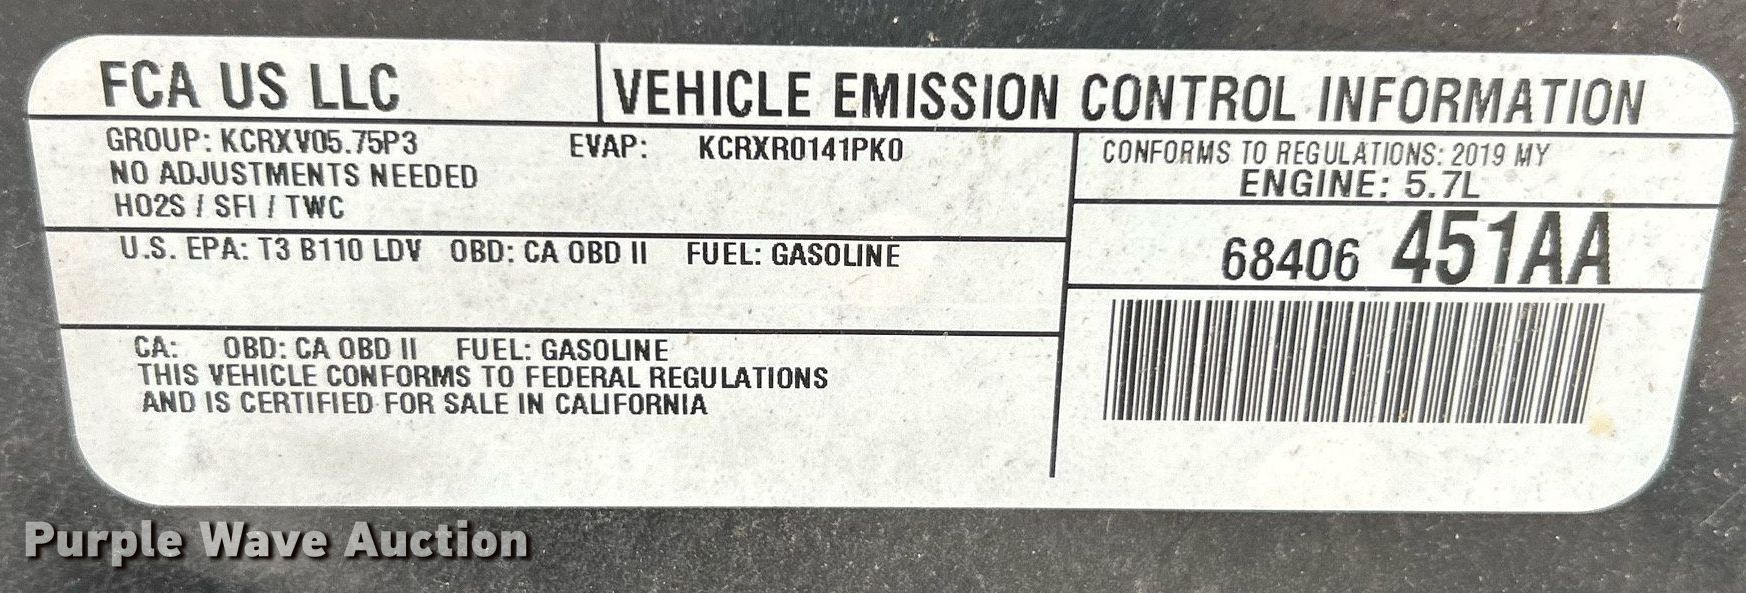 FCA US LLC
VEHICLE EMISSION CONTROL INFORMATION
GROUP: KCRXV05.75P3
EVAP: KCRXR0141PK0
NO ADJUSTMENTS NEEDED
HO2S / SFI / TWC
CONFORMS TO REGULATIONS: 2019 MY
ENGINE: 5.7L
68406 451AA
U.S. EPA: T3 B110 LDV OBD: CA OBD II FUEL: GASOLINE
CA: OBD: CA OBD II FUEL: GASOLINE
THIS VEHICLE CONFORMS TO FEDERAL REGULATIONS
AND IS CERTIFIED FOR SALE IN CALIFORNIA
Purple Wave Auction